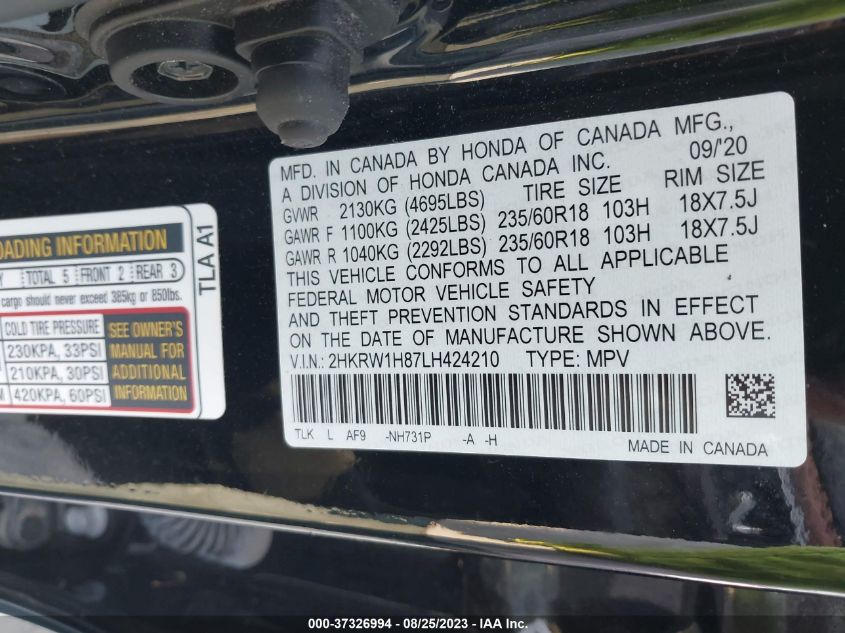 MFD. IN CANADA BY HONDA OF CANADA MFG.,
A DIVISION OF HONDA CANADA INC. 09/'20
GVWR 2130KG (4695LBS) TIRE SIZE RIM SIZE
GAWR F 1100KG (2425LBS) 235/60R18 103H 18X7.5J
GAWR R 1040KG (2292LBS) 235/60R18 103H 18X7.5J
THIS VEHICLE CONFORMS TO ALL APPLICABLE
FEDERAL MOTOR VEHICLE SAFETY
AND THEFT PREVENTION STANDARDS IN EFFECT
ON THE DATE OF MANUFACTURE SHOWN ABOVE.
V.I.N.: 2HKRW1H87LH424210 TYPE: MPV
TLK L AF9 -NH731P -A -H
MADE IN CANADA
LOADING INFORMATION
TOTAL 5 FRONT 2 REAR 3
cargo should never exceed 385kg or 850lbs.
COLD TIRE PRESSURE
230KPA, 33PSI
210KPA, 30PSI
420KPA, 60PSI
SEE OWNER'S
MANUAL FOR
ADDITIONAL
INFORMATION
TLA A1
000-37326994 - 08/25/2023 - IAA, Inc.